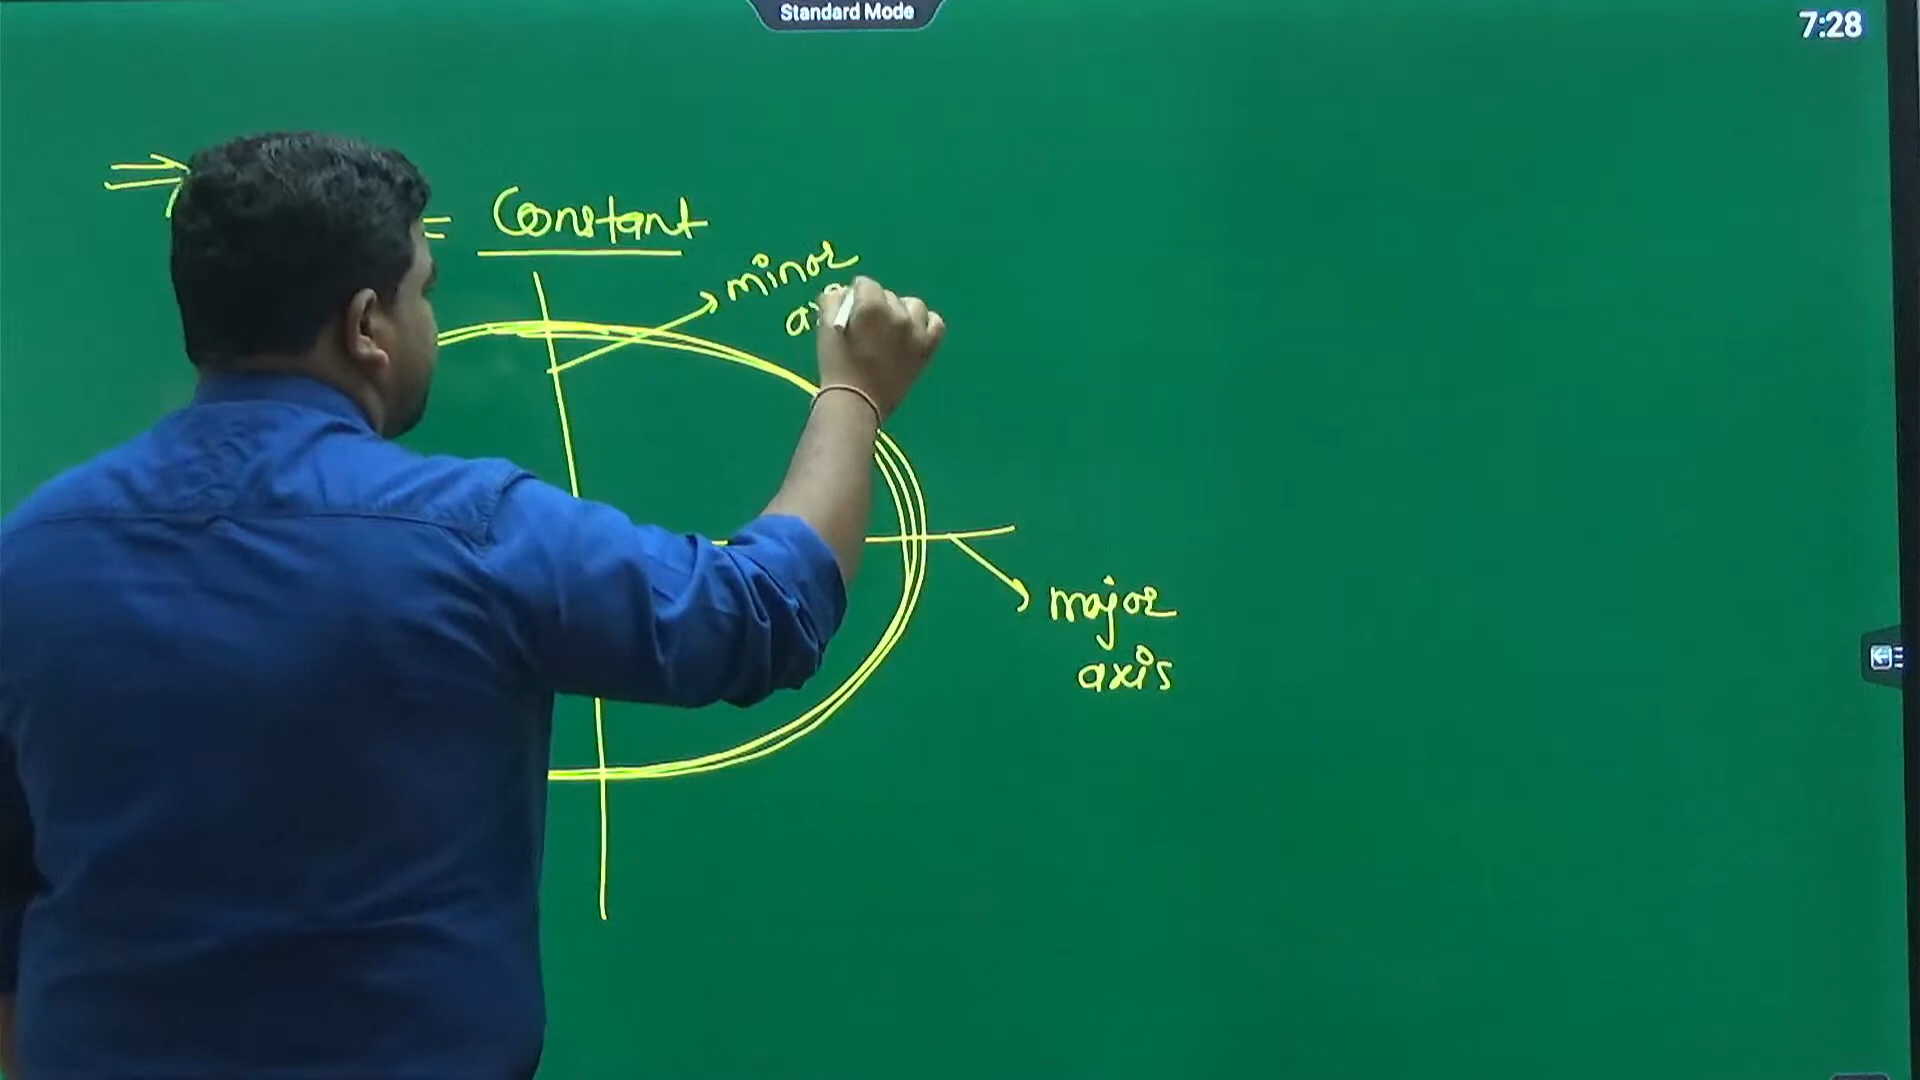 Standard Mode
7:28
= Constant
minor
major
axis